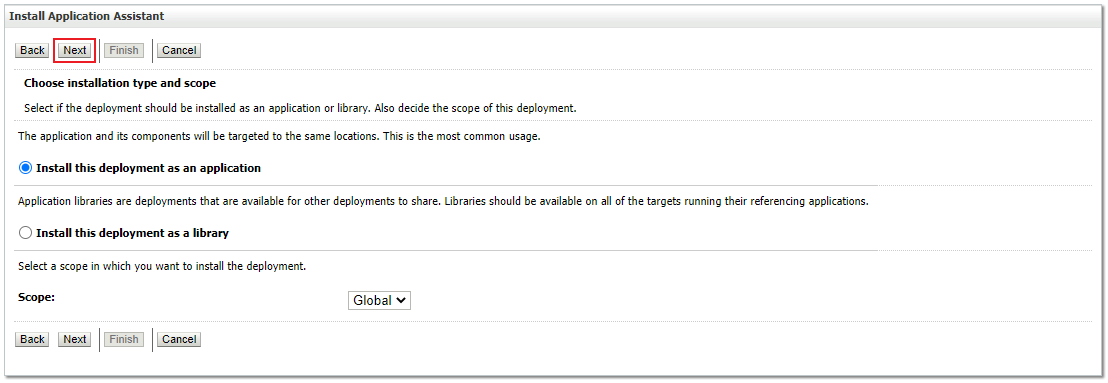 Install Application Assistant
Back Next Finish Cancel
Choose installation type and scope
Select if the deployment should be installed as an application or library. Also decide the scope of this deployment.
The application and its components will be targeted to the same locations. This is the most common usage.
Install this deployment as an application
Application libraries are deployments that are available for other deployments to share. Libraries should be available on all of the targets running their referencing applications.
Install this deployment as a library
Select a scope in which you want to install the deployment.
Scope: Global
Back Next Finish Cancel